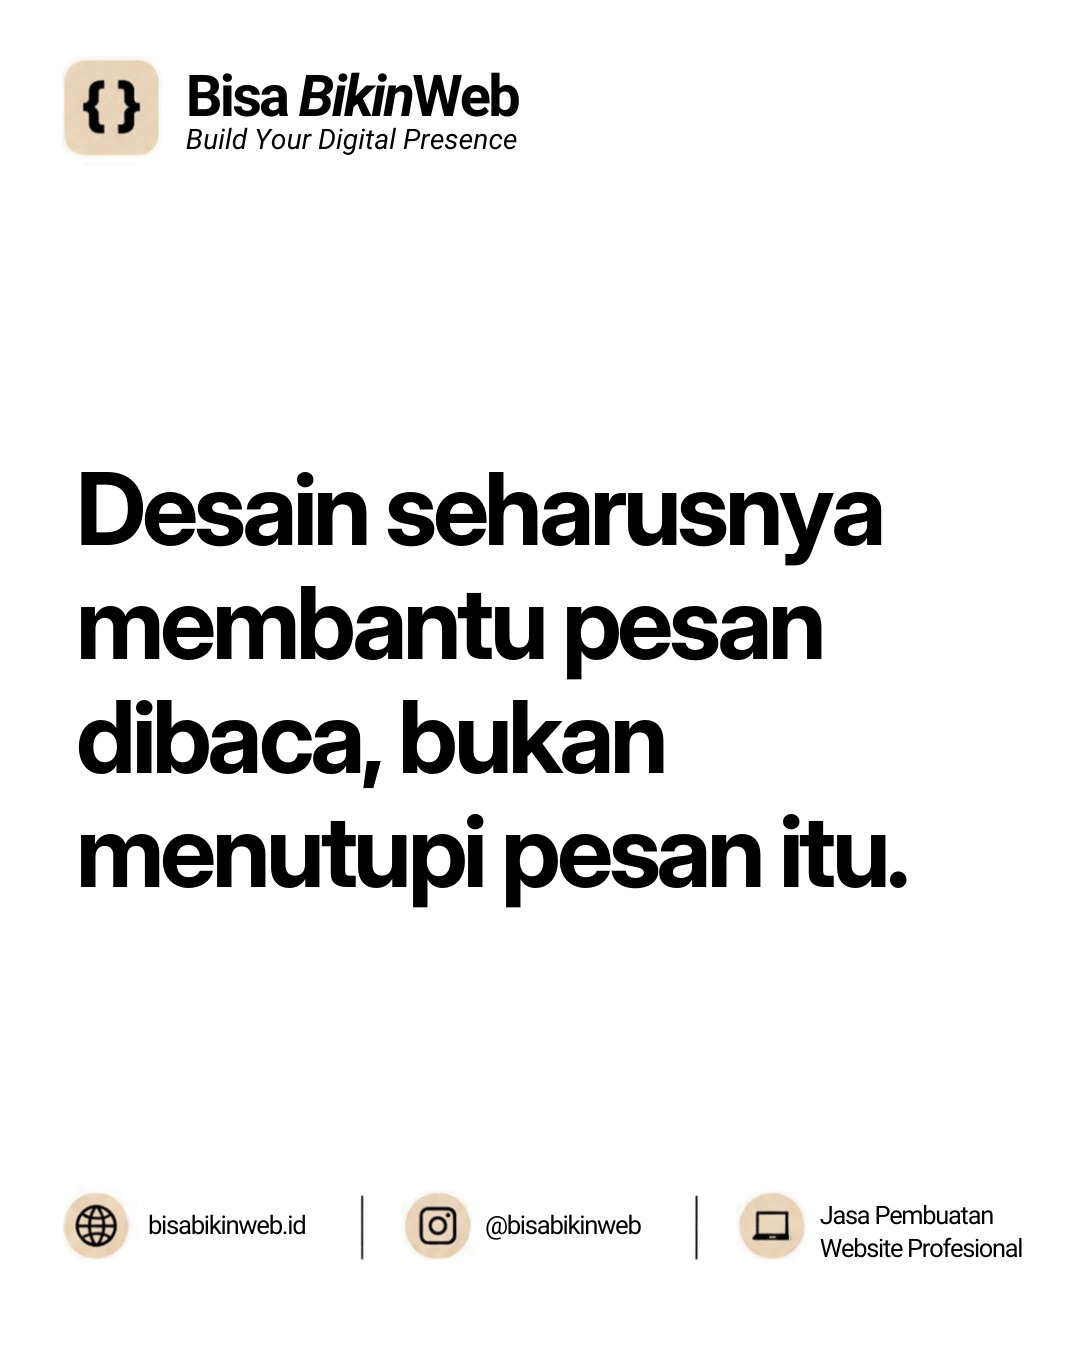 { }
Bisa BikinWeb
Build Your Digital Presence
Desain seharusnya
membantu pesan
dibaca, bukan
menutupi pesan itu.
bisabikinweb.id
@bisabikinweb
Jasa Pembuatan
Website Profesional